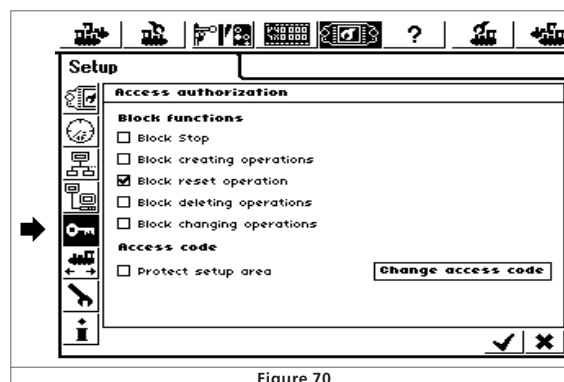 ?
Setup
Access authorization
Block functions
Block Stop
Block creating operations
Block reset operation
Block deleting operations
Block changing operations
Access code
Protect setup area
Change access code
Figure 70